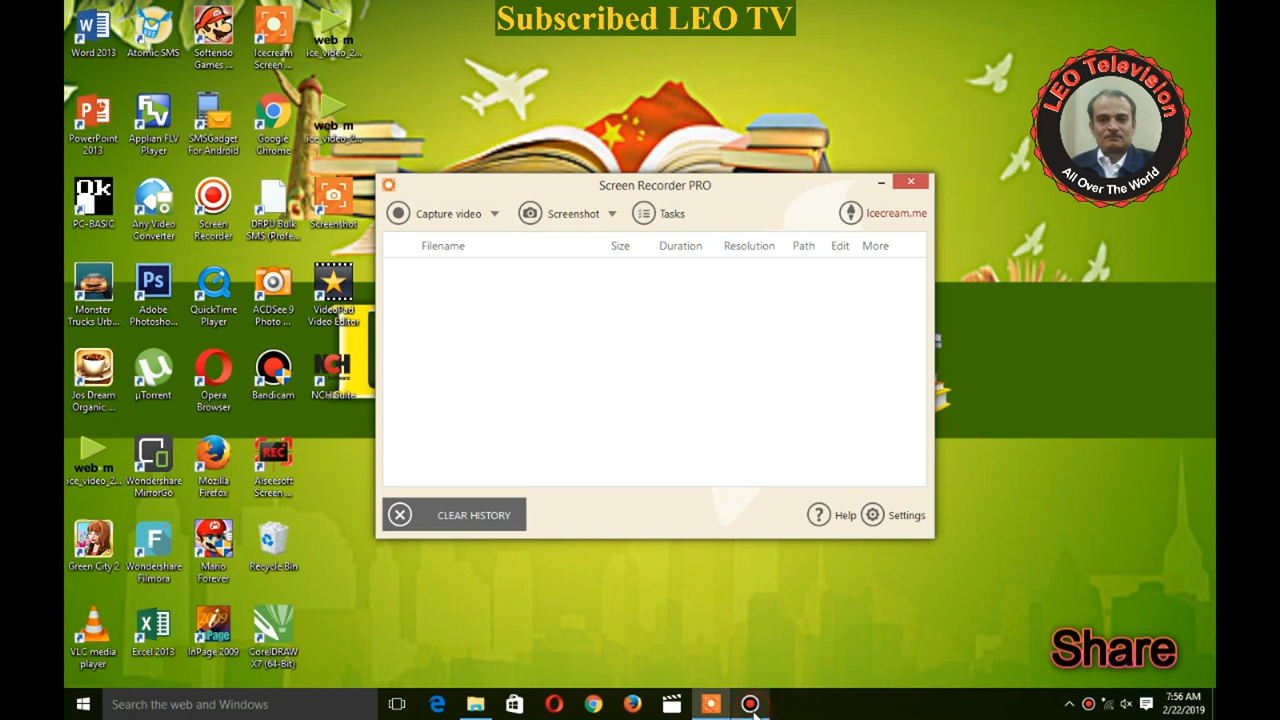 Subscribed LEO TV
LEO Television
All Over The World
Word 2013
Atomic SMS
Softendo
Games ...
Icecream
Screen ...
web-m
ice_video_2...
PowerPoint
2013
Applian FLV
Player
SMSGadget
For Android
Google
Chrome
web-m
ice_video_2...
Ok
PC-BASIC
Any Video
Converter
Screen
Recorder
DRPU Bulk
SMS (Profe...
Screenshot
Monster
Trucks Urb...
Ps
Adobe
Photosho...
QuickTime
Player
ACDSee 9
Photo ...
VideoPad
Video Editor
Jos Dream
Organic ...
µTorrent
Opera
Browser
Bandicam
NCH
NCH Suite
web-m
ice_video_2...
Wondershare
MirrorGo
Mozilla
Firefox
REC
Aiseesoft
Screen ...
Green City 2
Wondershare
Filmora
Mario
Forever
Recycle Bin
VLC media
player
Excel 2013
2009
InPage
InPage 2009
CorelDRAW
X7 (64-Bit)
Screen Recorder PRO
Capture video
Screenshot
Tasks
Icecream.me
Filename Size Duration Resolution Path Edit More
CLEAR HISTORY
Help
Settings
Share
Search the web and Windows
7:56 AM
2/22/2019